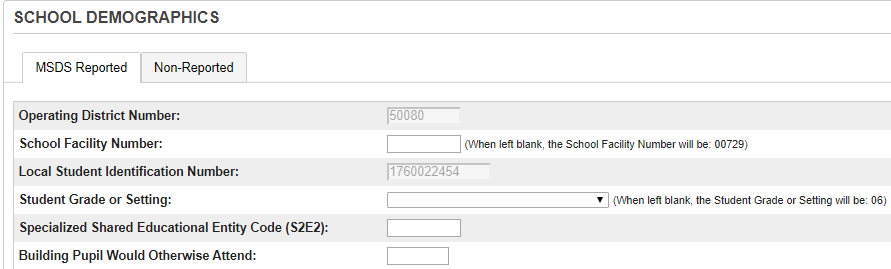 SCHOOL DEMOGRAPHICS
MSDS Reported Non-Reported
Operating District Number: 50080
School Facility Number: (When left blank, the School Facility Number will be: 00729)
Local Student Identification Number: 1760022454
Student Grade or Setting: (When left blank, the Student Grade or Setting will be: 06)
Specialized Shared Educational Entity Code (S2E2):
Building Pupil Would Otherwise Attend: